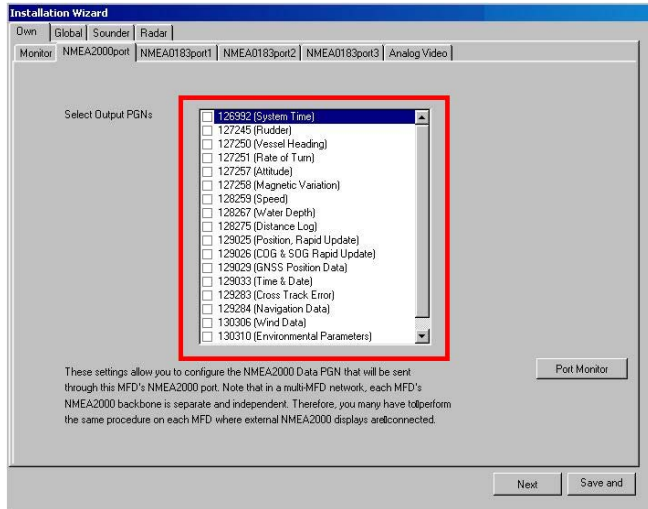 Installation Wizard
Own Global Sounder Radar
Monitor NMEA2000port NMEA0183port1 NMEA0183port2 NMEA0183port3 Analog Video
Select Output PGNs
126992 (System Time)
127245 (Rudder)
127250 (Vessel Heading)
127251 (Rate of Turn)
127257 (Attitude)
127258 (Magnetic Variation)
128259 (Speed)
128267 (Water Depth)
128275 (Distance Log)
129025 (Position, Rapid Update)
129026 (COG & SOG Rapid Update)
129029 (GNSS Position Data)
129033 (Time & Date)
129283 (Cross Track Error)
129284 (Navigation Data)
130306 (Wind Data)
130310 (Environmental Parameters)
These settings allow you to configure the NMEA2000 Data PGN that will be sent
through this MFD's NMEA2000 port. Note that in a multi-MFD network, each MFD's
NMEA2000 backbone is separate and independent. Therefore, you many have to perform
the same procedure on each MFD where external NMEA2000 displays are connected.
Port Monitor
Next Save and